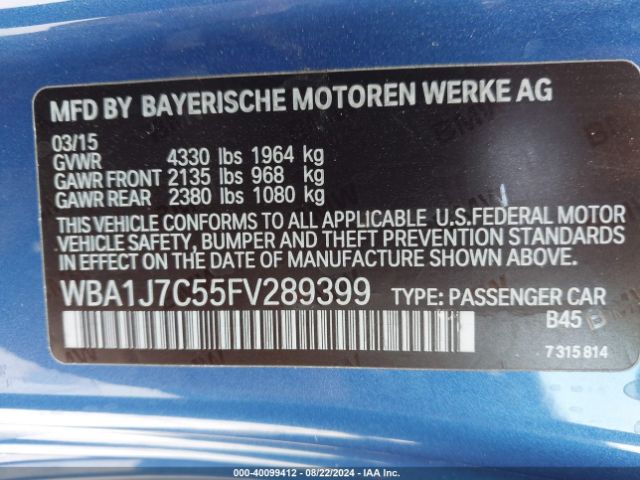 MFD BY BAYERISCHE MOTOREN WERKE AG
03/15
GVWR 4330 lbs 1964 kg
GAWR FRONT 2135 lbs 968 kg
GAWR REAR 2380 lbs 1080 kg
THIS VEHICLE CONFORMS TO ALL APPLICABLE U.S.FEDERAL MOTOR
VEHICLE SAFETY, BUMPER AND THEFT PREVENTION STANDARDS
IN EFFECT ON THE DATE OF MANUFACTURE SHOWN ABOVE.
WBA1J7C55FV289399 TYPE: PASSENGER CAR
B45
7 315 814
000-40099412 - 08/22/2024 - IAA Inc.